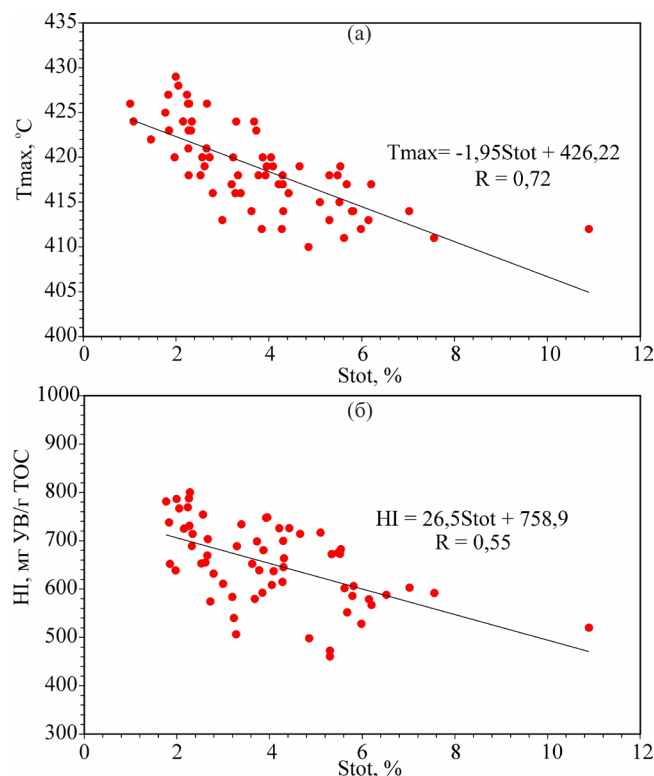 (а)
435
430
425
420
415
410
405
400
Tmax, °C
Tmax= -1,95Stot + 426,22
R = 0,72
0 2 4 6 8 10 12
Stot, %
(б)
1000
900
800
700
600
500
400
300
HI, мг УВ/г TOC
HI = 26,5Stot + 758,9
R = 0,55
0 2 4 6 8 10 12
Stot, %